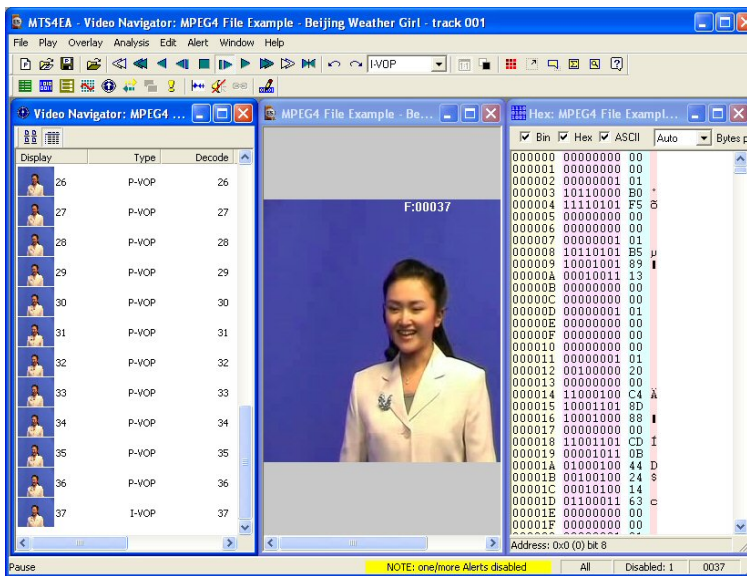 MTS4EA - Video Navigator: MPEG4 File Example - Beijing Weather Girl - track 001
File Play Overlay Analysis Edit Alert Window Help
I-VOP
Video Navigator: MPEG4 ...
Display Type Decode
26 P-VOP 26
27 P-VOP 27
28 P-VOP 28
29 P-VOP 29
30 P-VOP 30
31 P-VOP 31
32 P-VOP 32
33 P-VOP 33
34 P-VOP 34
35 P-VOP 35
36 P-VOP 36
37 I-VOP 37
MPEG4 File Example - Be...
F:00037
Hex: MPEG4 File Exampl...
Bin Hex ASCII Auto Bytes p
000000 00000000 00
000001 00000000 00
000002 00000001 01
000003 10110000 B0 °
000004 11110101 F5 õ
000005 00000000 00
000006 00000000 00
000007 00000001 01
000008 10110101 B5 µ
000009 10001001 89
00000A 00010011 13
00000B 00000000 00
00000C 00000000 00
00000D 00000001 01
00000E 00000000 00
00000F 00000000 00
000010 00000000 00
000011 00000001 01
000012 00100000 20
000013 00000000 00
000014 11000100 C4 Ä
000015 10001101 8D
000016 10001000 88
000017 00000000 00
000018 11001101 CD Í
000019 00001011 0B
00001A 01000100 44 D
00001B 00100100 24 $
00001C 00010100 14
00001D 01100011 63 c
00001E 00000000 00
00001F 00000000 00
Address: 0x0 (0) bit 8
Pause NOTE: one/more Alerts disabled All Disabled: 1 0037